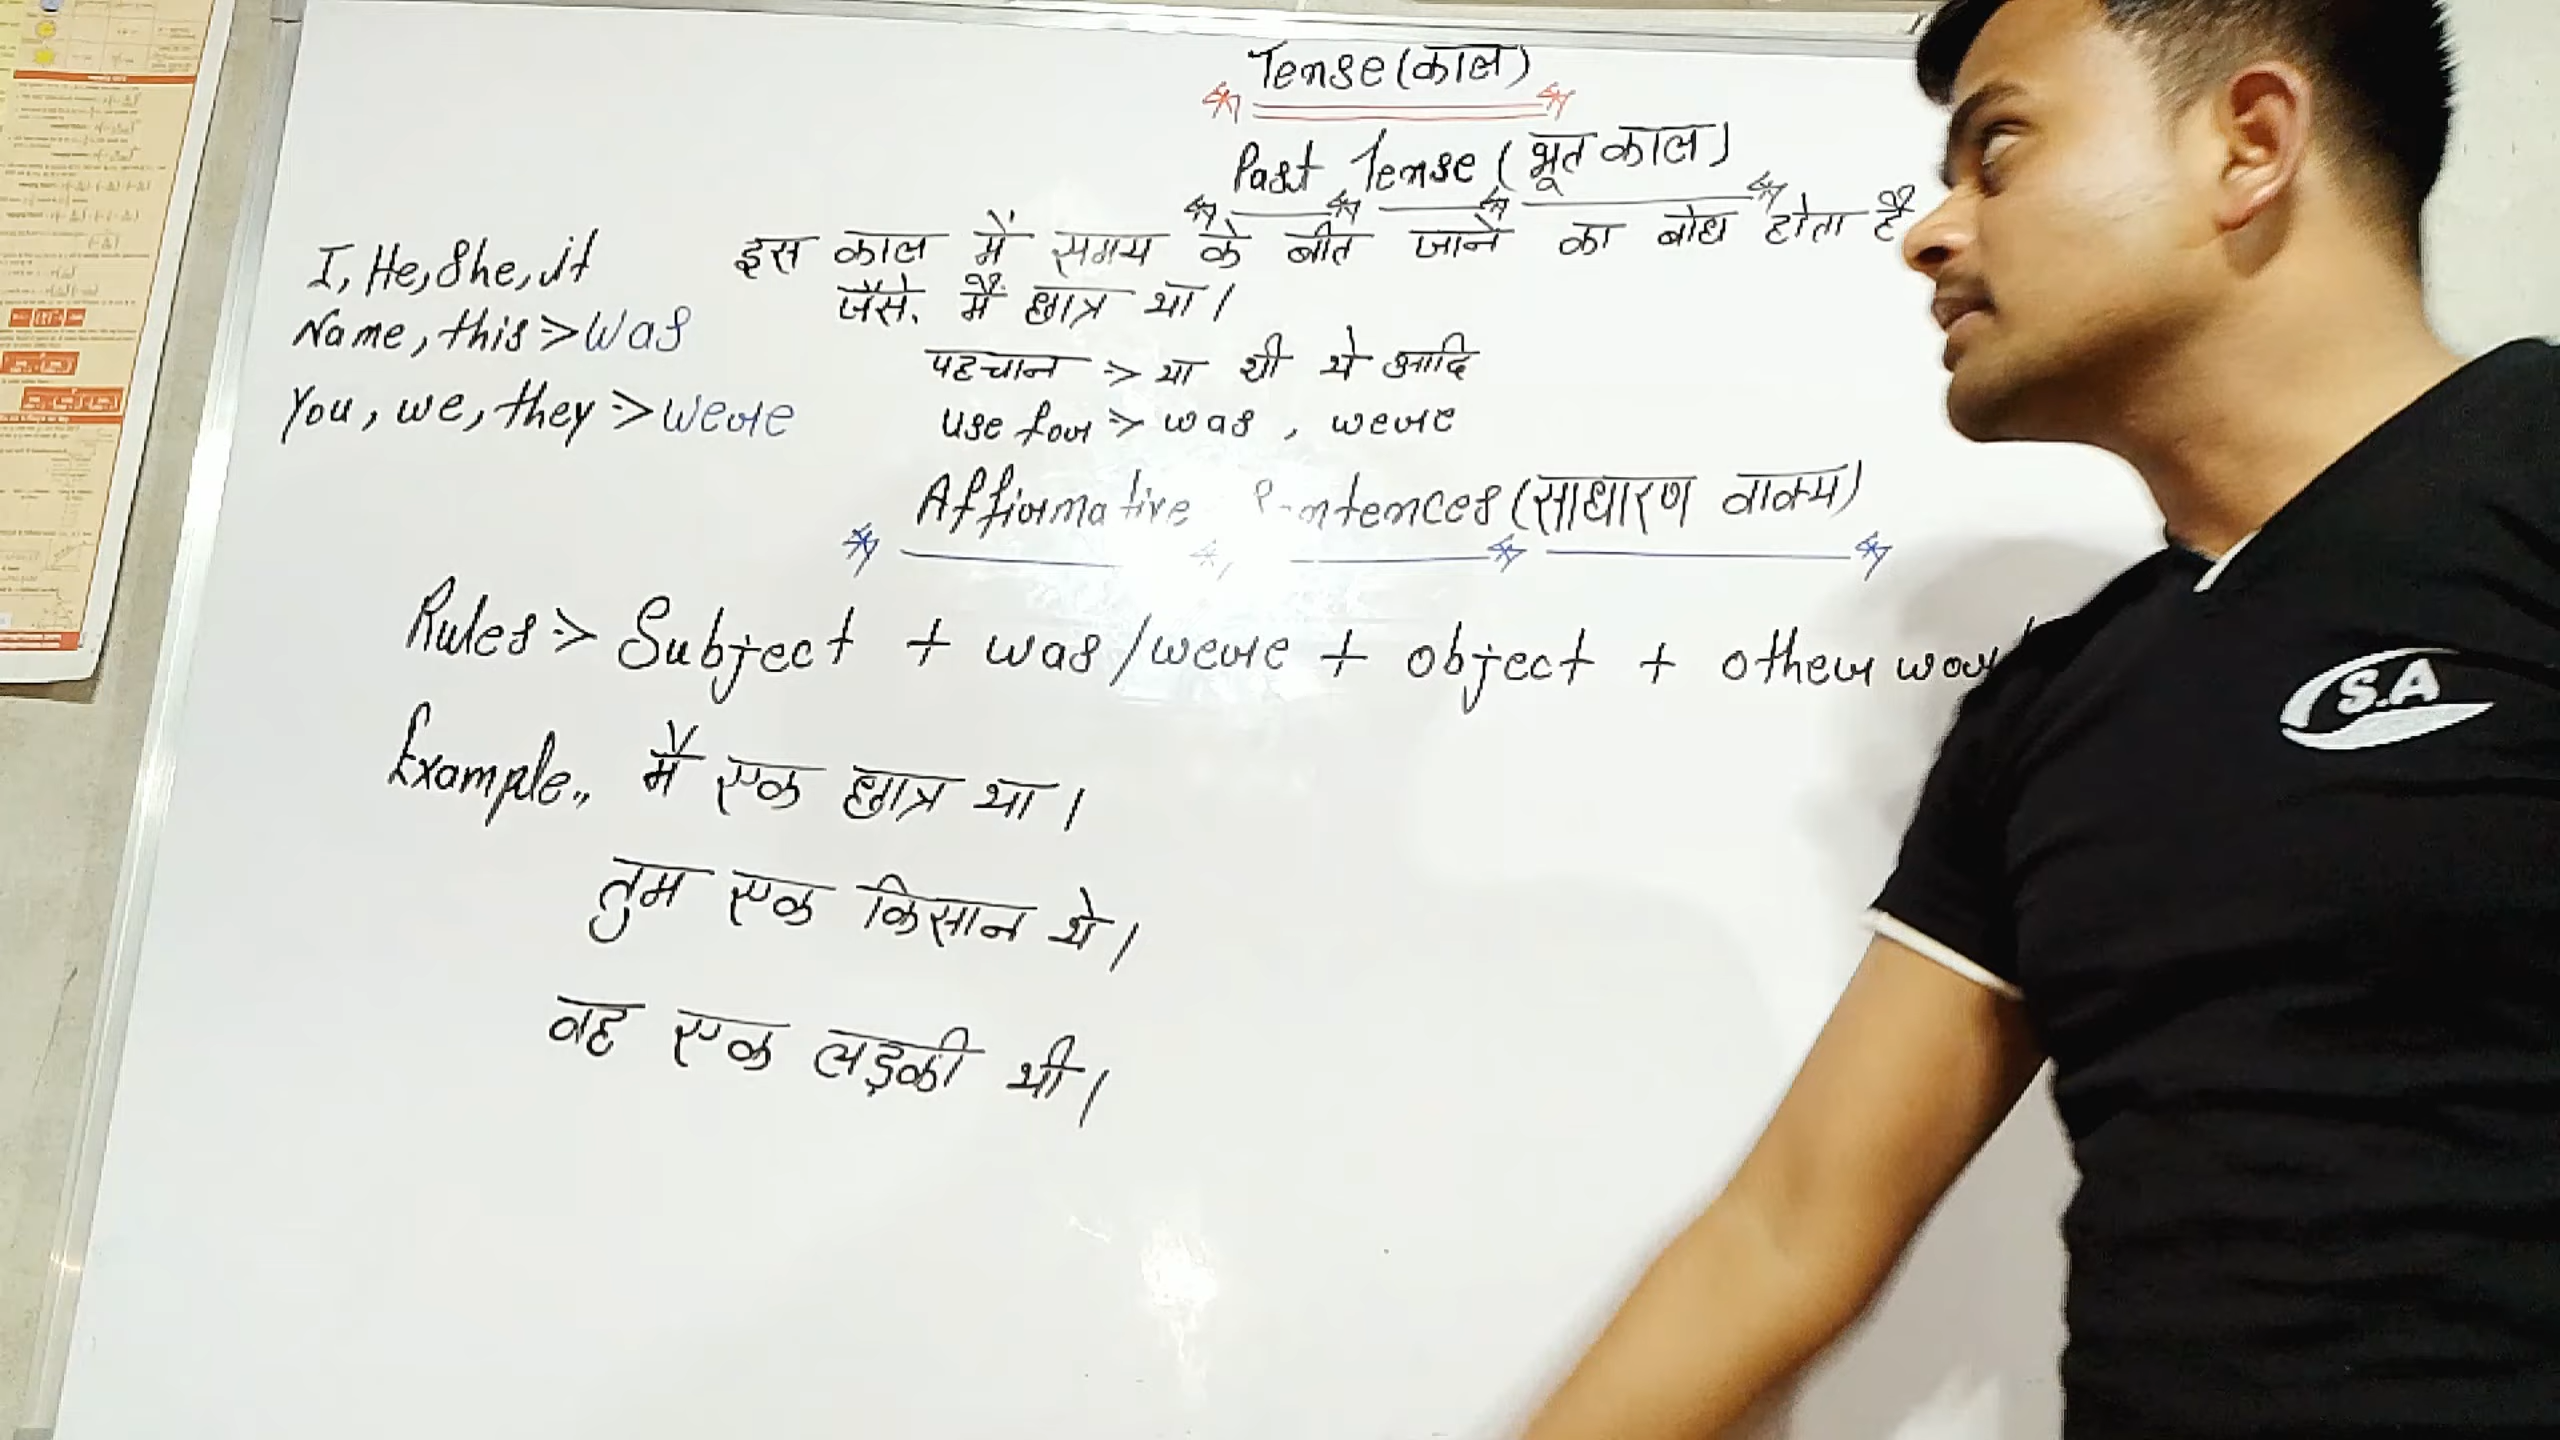 Tense (काल)
Past Tense (भूतकाल)
इस काल में समय के बीत जाने का बोध होता है
जैसे. मैं छात्र था।
पहचान => था थी थे आदि
use for => was, were
I, He, She, it
Name, this => was
You, we, they => were
Affirmative Sentences (साधारण वाक्य)
Rules => Subject + was/were + object + other
Example., मैं एक छात्र था।
तुम एक किसान थे।
वह एक लड़की थी।
S.A